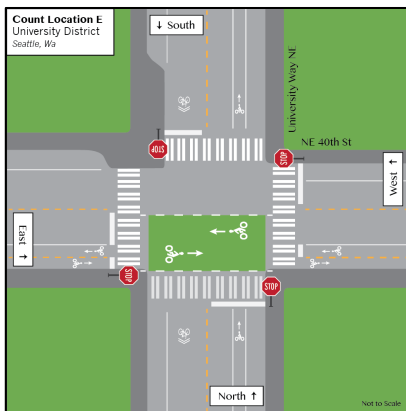 Count Location E
University District
Seattle, Wa
↓ South
University Way NE
NE 40th St
STOP
STOP
West ↑
East ↑
STOP
STOP
North ↑
Not to Scale